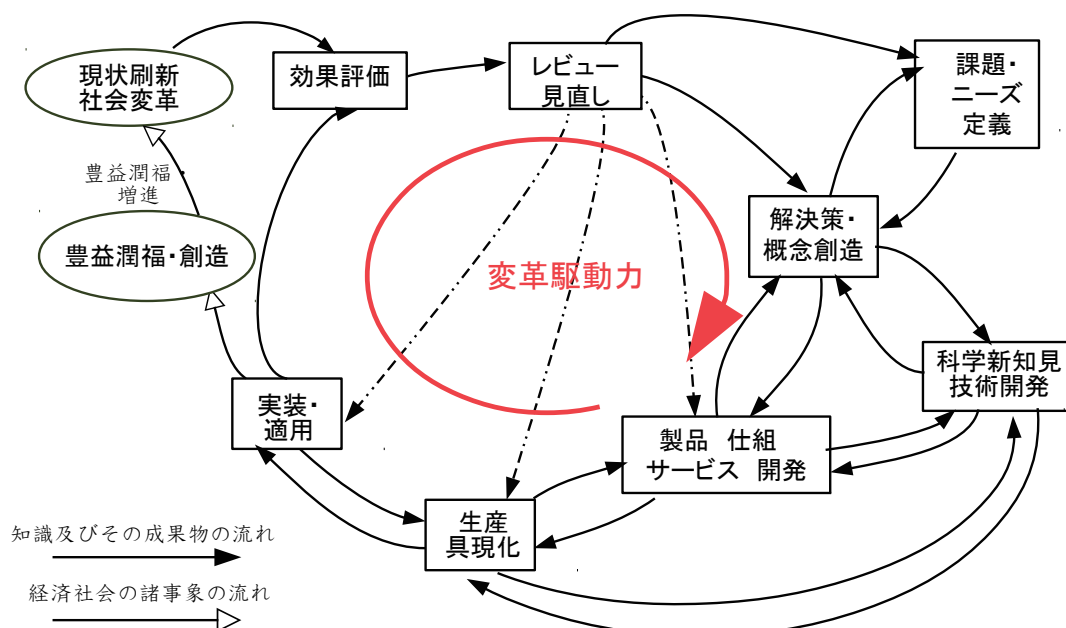 現状刷新
社会変革
効果評価
レビュー
見直し
課題・
ニーズ
定義
豊益潤福
増進
豊益潤福・創造
解決策・
概念創造
変革駆動力
科学新知見
技術開発
実装・
適用
製品 仕組
サービス 開発
生産
具現化
知識及びその成果物の流れ
経済社会の諸事象の流れ